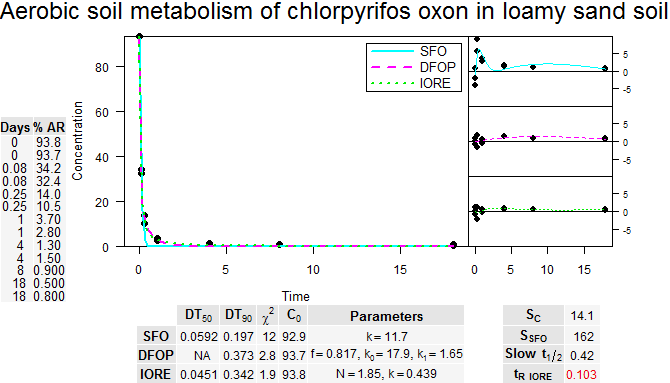 Aerobic soil metabolism of chlorpyrifos oxon in loamy sand soil
SFO
DFOP
IORE
Concentration
80
60
40
20
0
0 5 10 15
Time
5
0
-5
5
0
-5
5
0
-5
0 5 10 15
Days % AR
0 93.8
0 93.7
0.08 34.2
0.08 32.4
0.25 14.0
0.25 10.5
1 3.70
1 2.80
4 1.30
4 1.50
8 0.900
18 0.500
18 0.800
DT50 DT90 χ2 C0 Parameters
SFO 0.0592 0.197 12 92.9 k = 11.7
DFOP NA 0.373 2.8 93.7 f = 0.817, k0 = 17.9, k1 = 1.65
IORE 0.0451 0.342 1.9 93.8 N = 1.85, k = 0.439
SC 14.1
SSFO 162
Slow t1/2 0.42
tR IORE 0.103